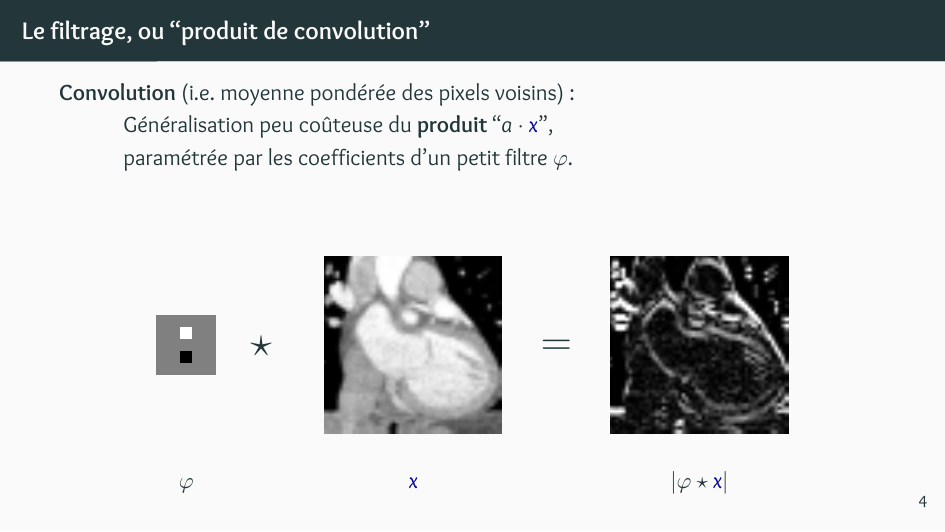 Le filtrage, ou “produit de convolution”
Convolution (i.e. moyenne pondérée des pixels voisins) :
Généralisation peu coûteuse du produit “a · x”,
paramétrée par les coefficients d’un petit filtre φ.
⋆ =
φ x |φ ⋆ x|
4